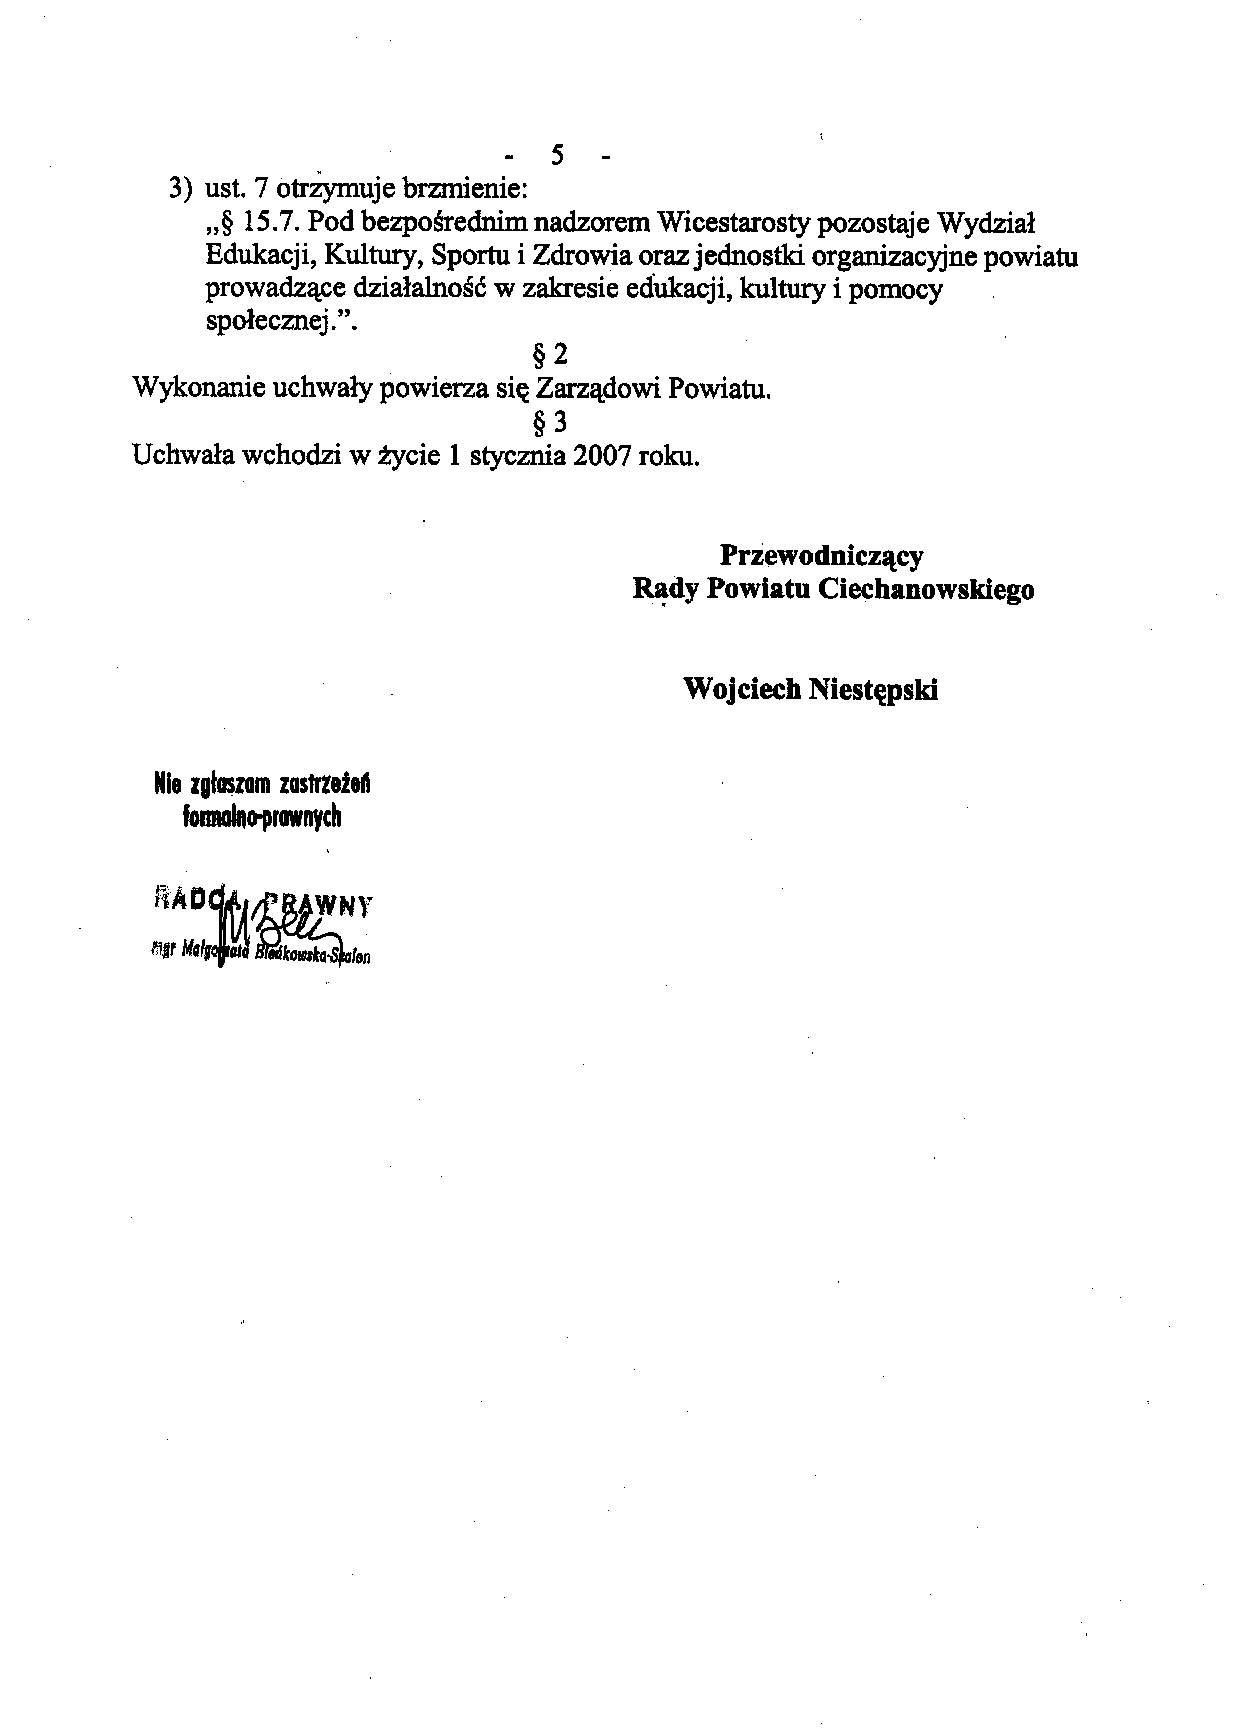 - 5 -
3) ust. 7 otrzymuje brzmienie:
„§ 15.7. Pod bezpośrednim nadzorem Wicestarosty pozostaje Wydział
Edukacji, Kultury, Sportu i Zdrowia oraz jednostki organizacyjne powiatu
prowadzące działalność w zakresie edukacji, kultury i pomocy
społecznej.”.
§ 2
Wykonanie uchwały powierza się Zarządowi Powiatu.
§ 3
Uchwała wchodzi w życie 1 stycznia 2007 roku.
Przewodniczący
Rady Powiatu Ciechanowskiego
Wojciech Niestępski
Nie zgłaszam zastrzeżeń
formalno-prawnych
RADCA PRAWNY
mgr Małgorzata